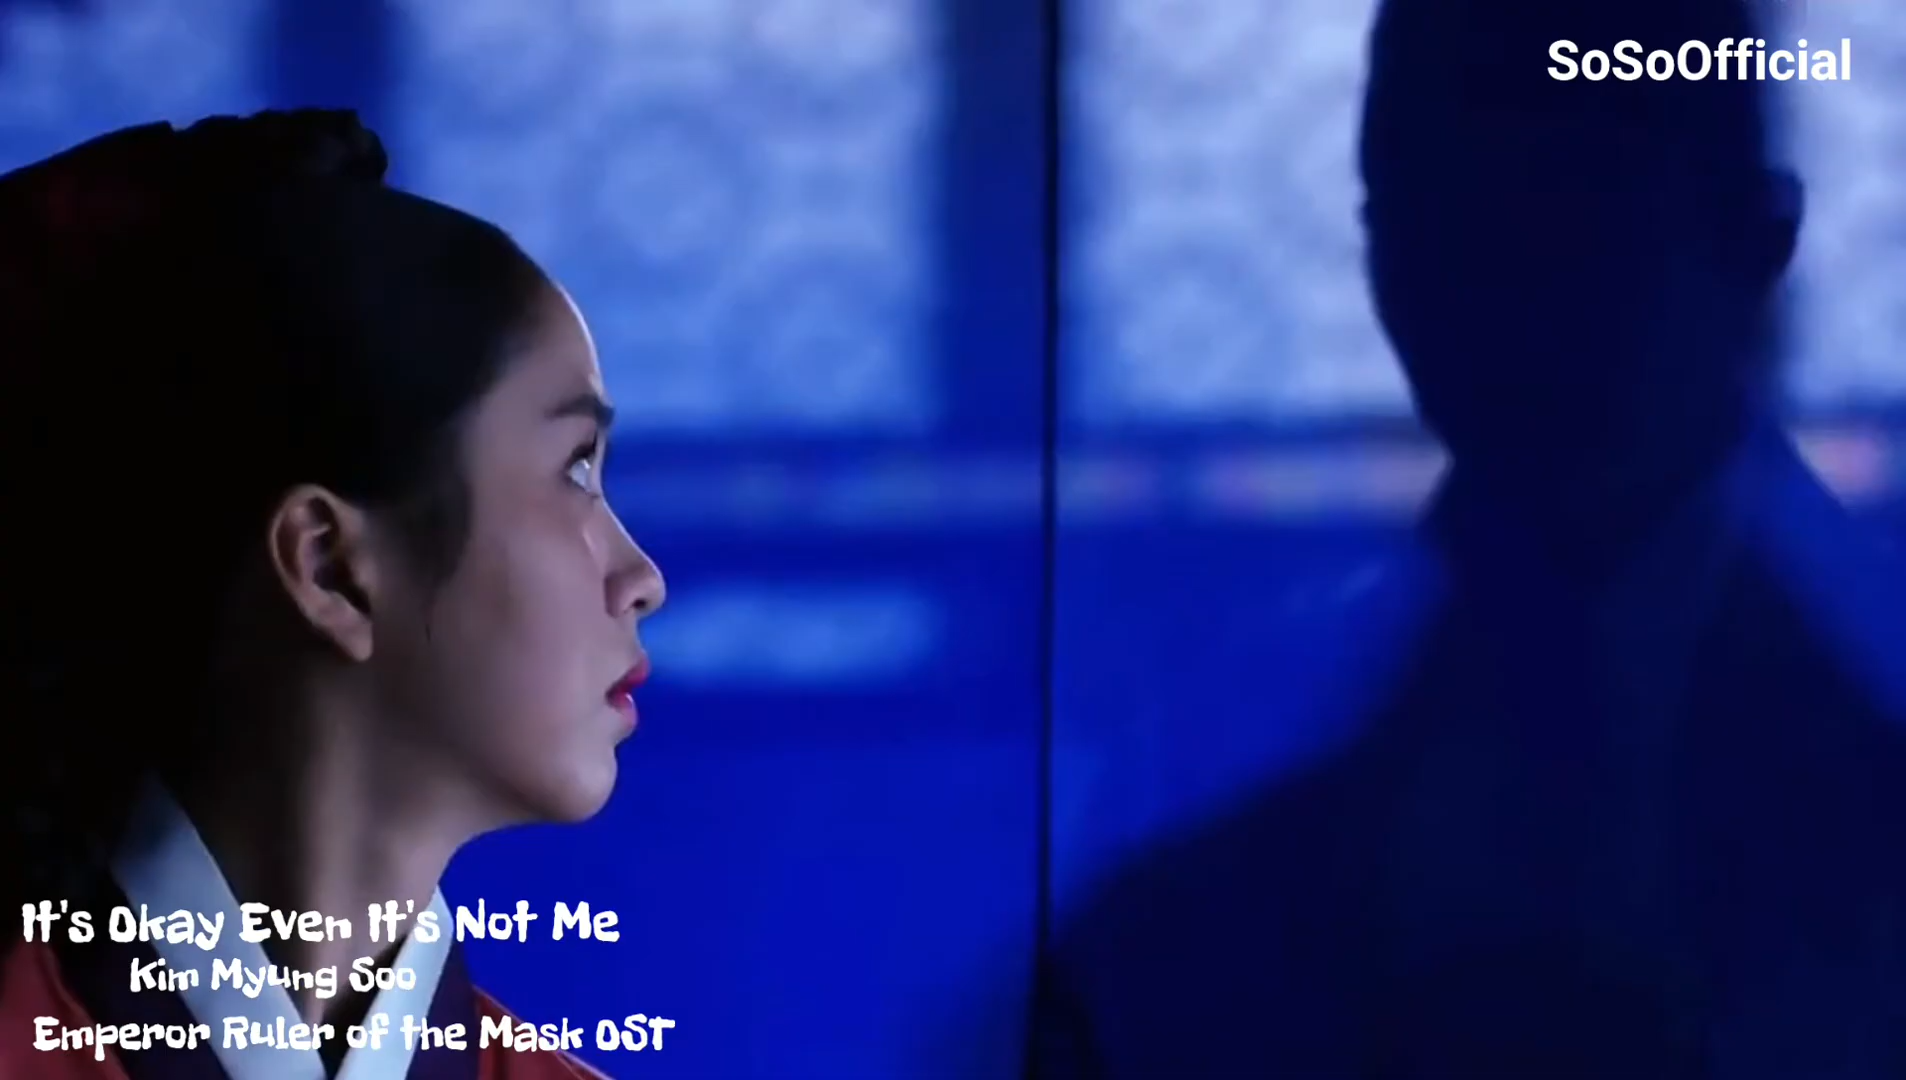 SoSoOfficial
It's Okay Even It's Not Me
Kim Myung Soo
Emperor Ruler of the Mask OST